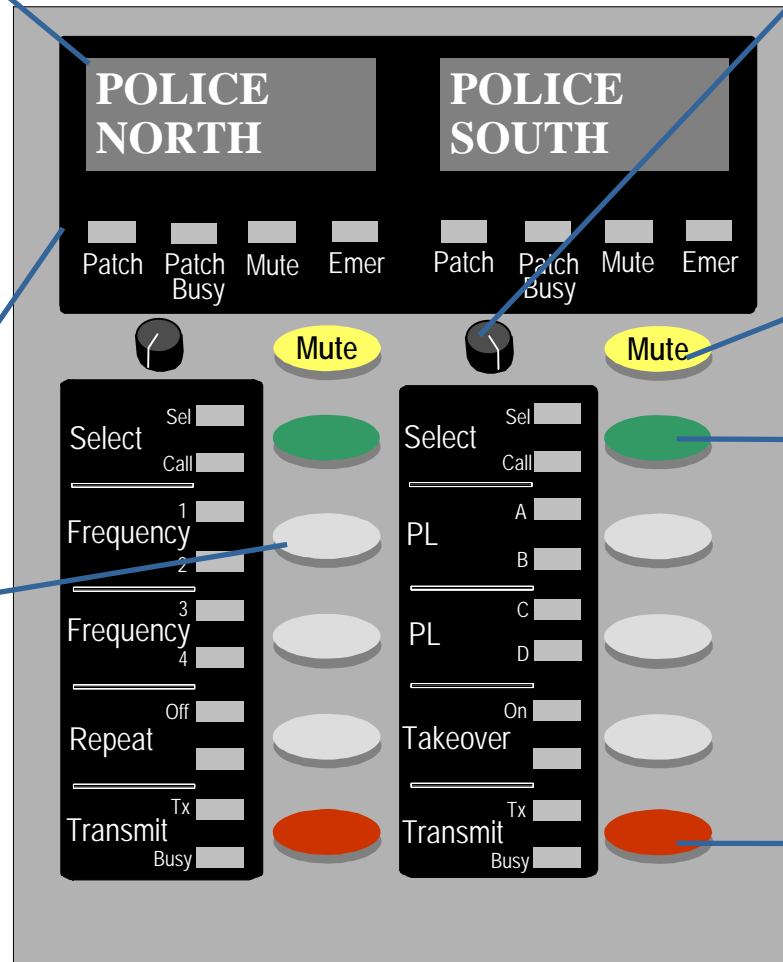 POLICE
NORTH
POLICE
SOUTH
Patch Patch Busy Mute Emer
Patch Patch Busy Mute Emer
Mute
Mute
Select
Sel
Call
Frequency
1
2
Frequency
3
4
Repeat
Off
Transmit
Tx
Busy
Select
Sel
Call
PL
A
B
PL
C
D
Takeover
On
Transmit
Tx
Busy